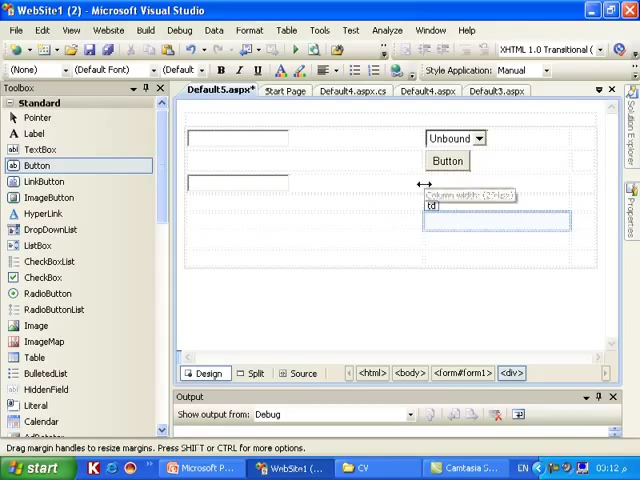 WebSite1 (2) - Microsoft Visual Studio
File Edit View Website Build Debug Data Format Table Tools Test Analyze Window
XHTML 1.0 Transitional (
(None) (Default Font) (Default B I U A Style Application: Manual
Toolbox
Default5.aspx* Start Page Default4.aspx.cs Default4.aspx Default3.aspx
Standard
Pointer
Label
TextBox
Button
LinkButton
ImageButton
HyperLink
DropDownList
ListBox
CheckBoxList
CheckBox
RadioButton
RadioButtonList
Image
ImageMap
Table
BulletedList
HiddenField
Literal
Calendar
Unbound
Button
td
Solution Explorer
Properties
Design Split Source <html> <body> <form#form1> <div>
Output
Show output from: Debug
Drag margin handles to resize margins. Press SHIFT or CTRL for more options.
start K Microsoft P... WebSite1 (... CV Camtasia S... EN 03:12 م